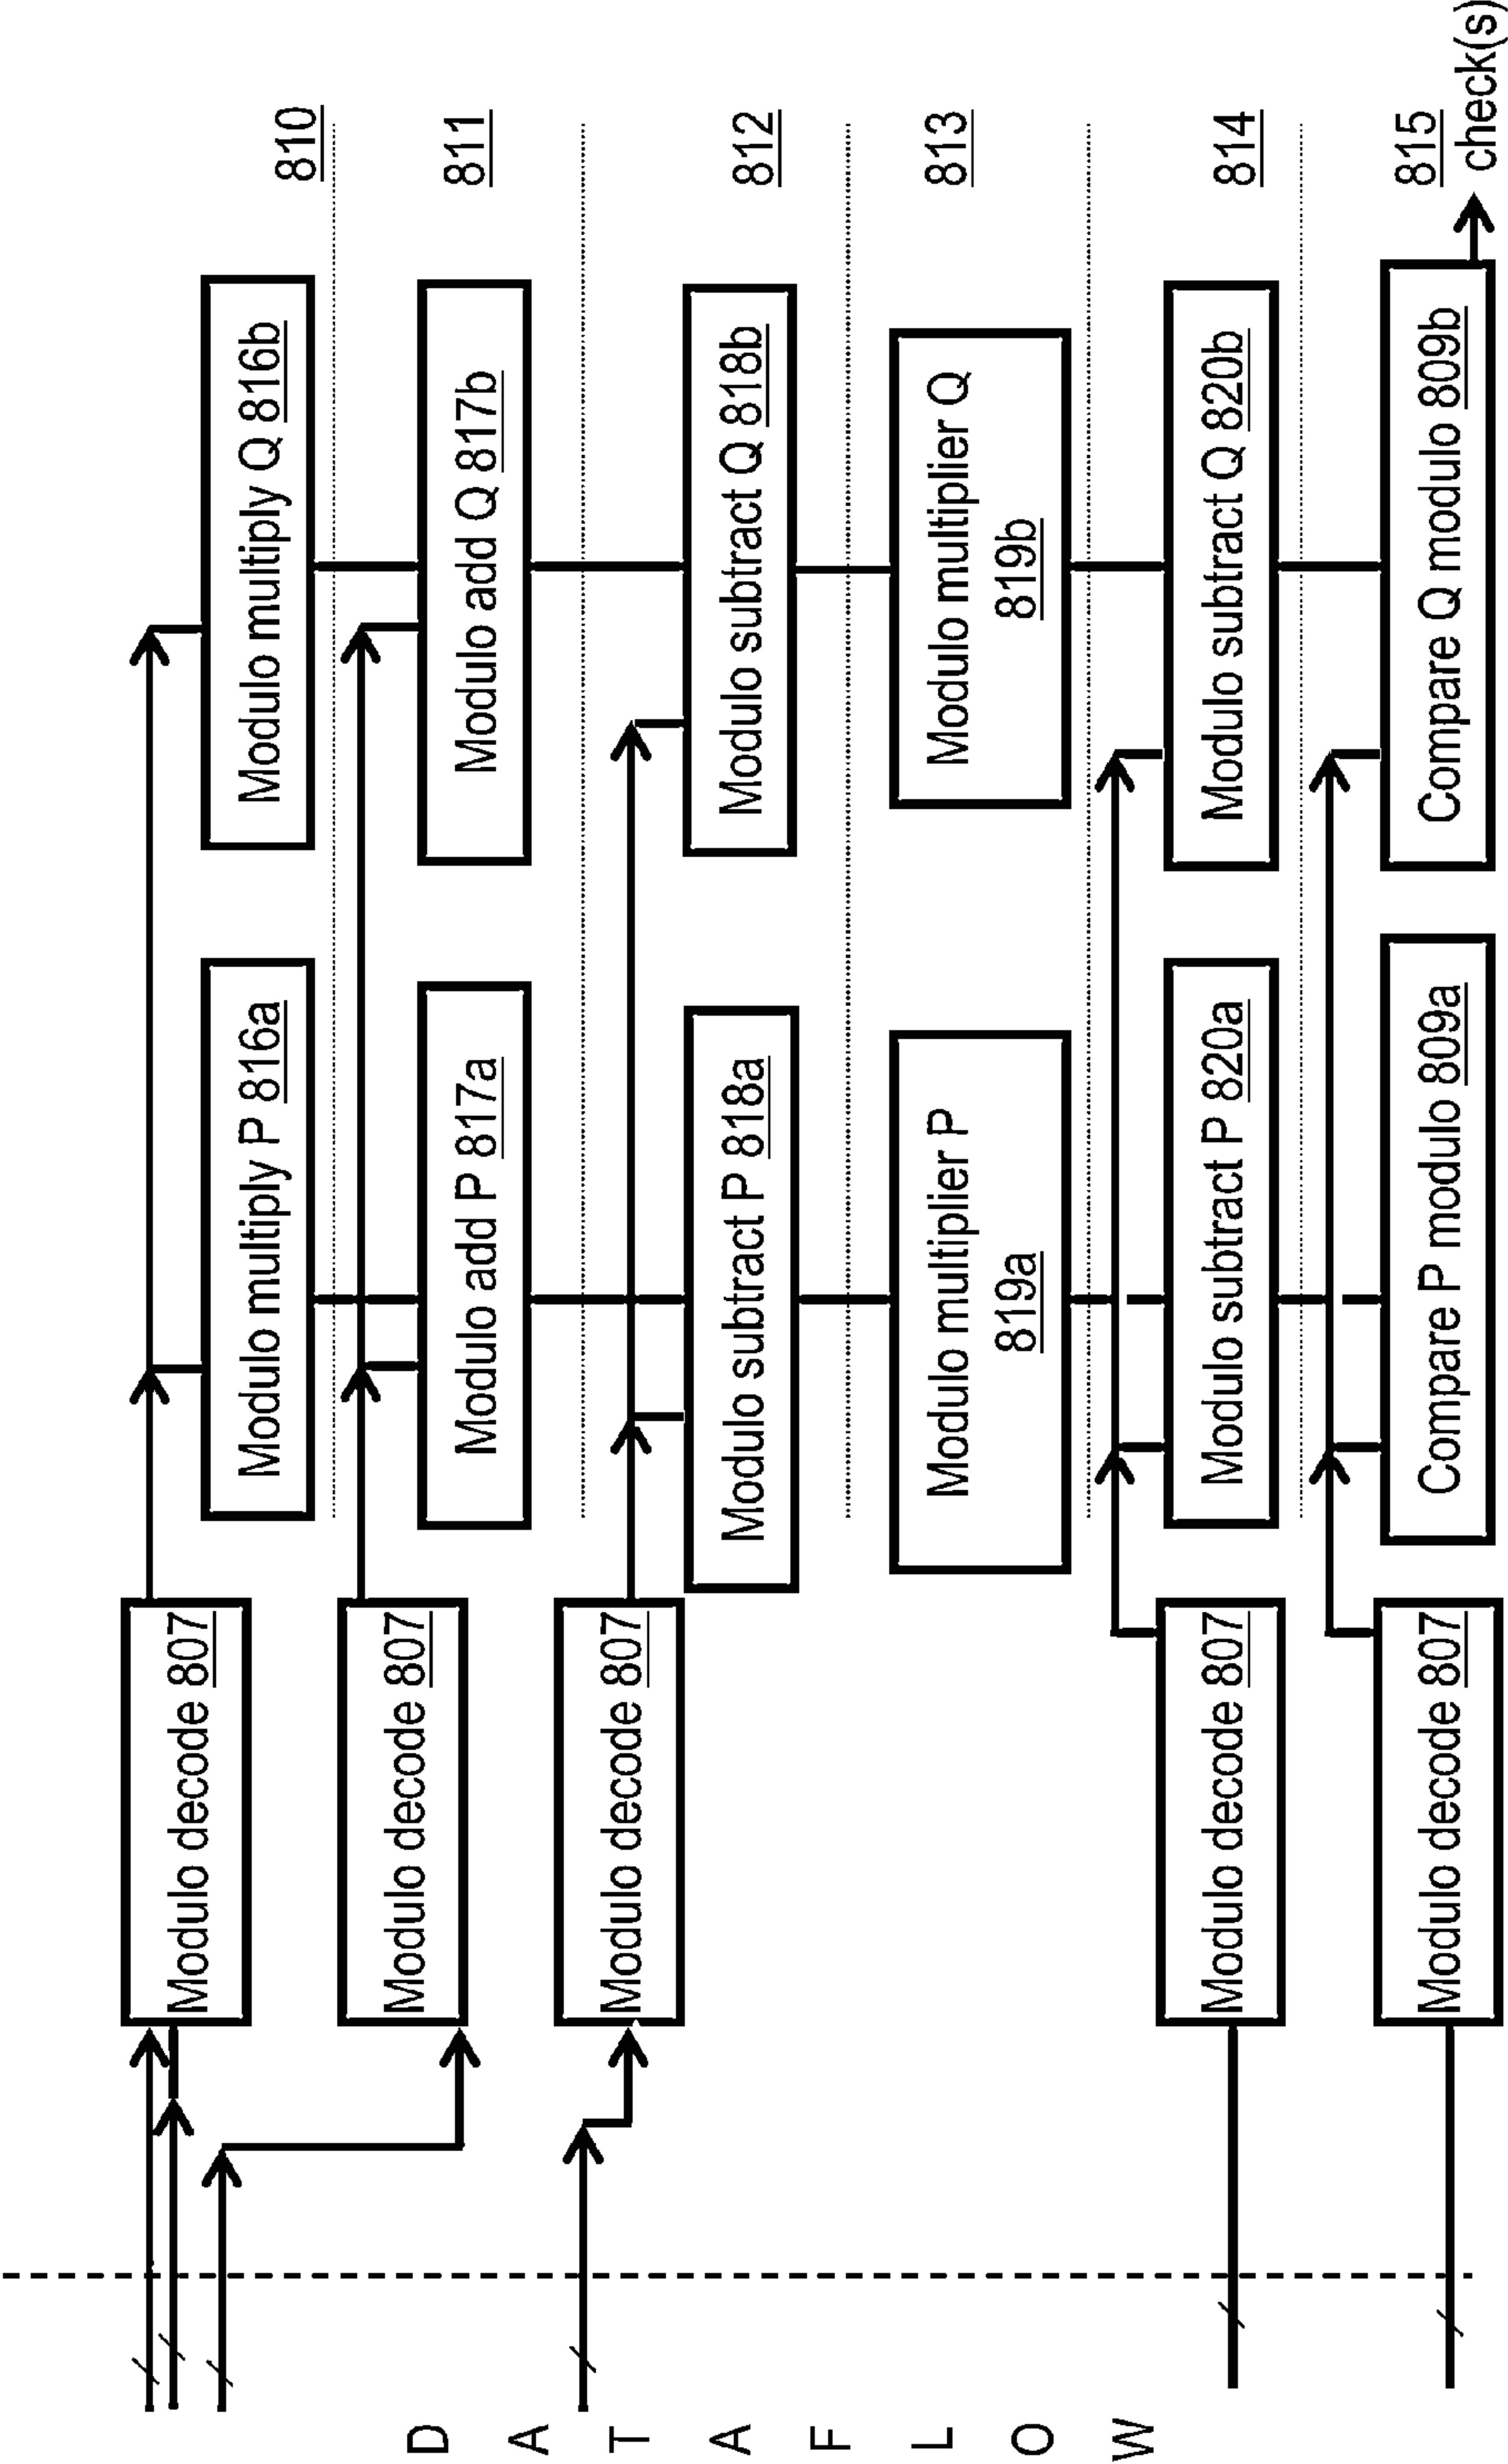 Modulo decode 807
Modulo multiply P 816a
Modulo multiply Q 816b
810
Modulo decode 807
Modulo add P 817a
Modulo add Q 817b
811
Modulo decode 807
Modulo subtract P 818a
Modulo subtract Q 818b
812
Modulo multiplier P
819a
Modulo multiplier Q
819b
813
Modulo decode 807
Modulo subtract P 820a
Modulo subtract Q 820b
814
Modulo decode 807
Compare P modulo 809a
Compare Q modulo 809b
815
check(s)
D
A
T
A
F
L
O
W